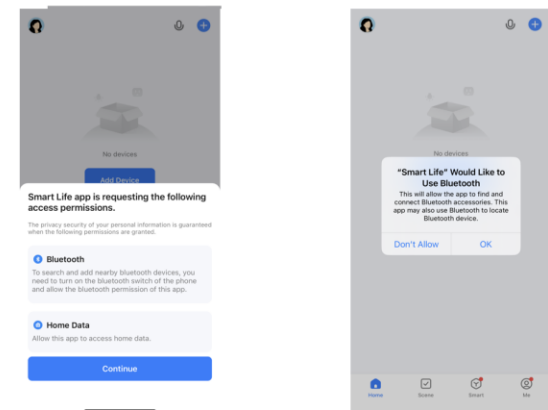 No devices
Add Device
Smart Life app is requesting the following
access permissions.
The privacy security of your personal information is guaranteed
when the following permissions are granted.
Bluetooth
To search and add nearby bluetooth devices, you
need to turn on the bluetooth switch of the phone
and allow the bluetooth permission of this app.
Home Data
Allow this app to access home data.
Continue
No devices
"Smart Life" Would Like to
Use Bluetooth
This will allow the app to find and
connect Bluetooth accessories. This
app may also use Bluetooth to locate
Bluetooth device.
Don't Allow
OK
Home
Scene
Smart
Me